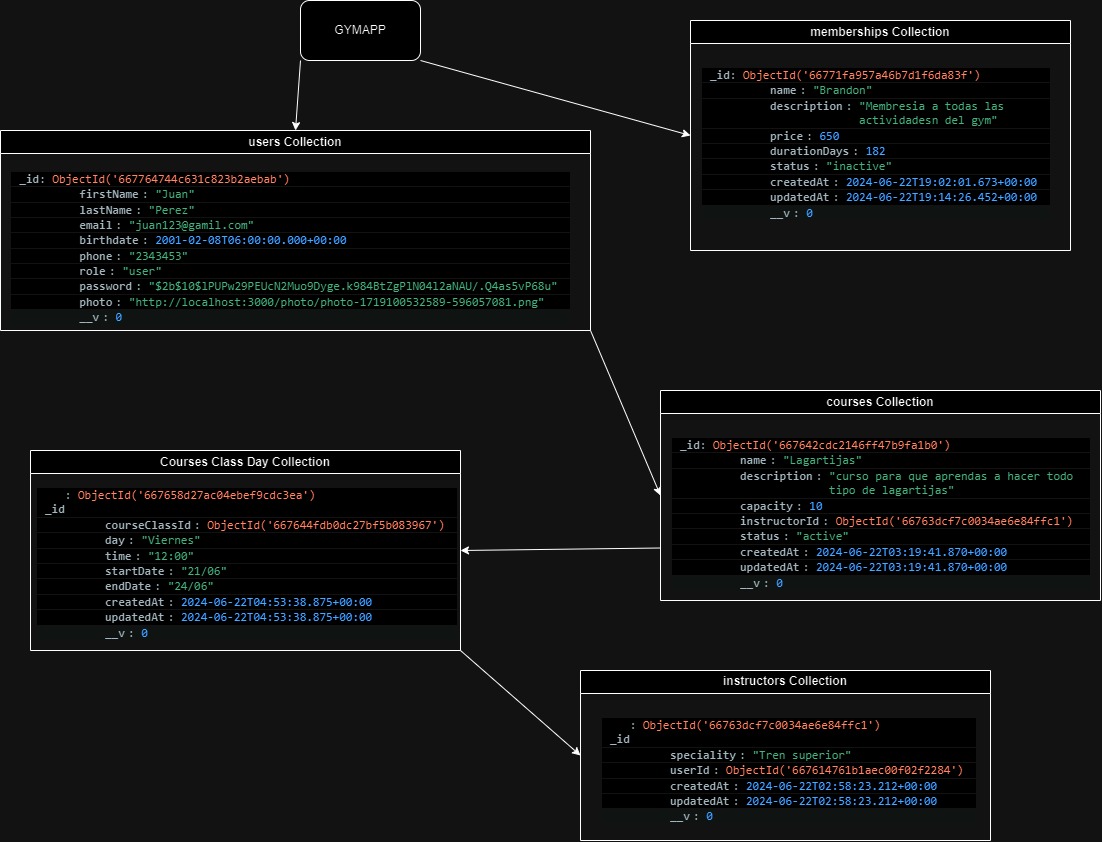 GYMAPP
memberships Collection
_id: ObjectId('66771fa957a46b7d1f6da83f')
name : "Brandon"
description : "Membresia a todas las
actividadesn del gym"
price : 650
durationDays : 182
status : "inactive"
createdAt : 2024-06-22T19:02:01.673+00:00
updatedAt : 2024-06-22T19:14:26.452+00:00
__v : 0
users Collection
_id: ObjectId('667764744c631c823b2aebab')
firstName : "Juan"
lastName : "Perez"
email : "juan123@gamil.com"
birthdate : 2001-02-08T06:00:00.000+00:00
phone : "2343453"
role : "user"
password : "$2b$10$lPUPw29PEUcN2Muo9Dyge.k984BtZgPlN04l2aNAU/.Q4as5vP68u"
photo : "http://localhost:3000/photo/photo-1719100532589-596057081.png"
__v : 0
courses Collection
_id: ObjectId('667642cdc2146ff47b9fa1b0')
name : "Lagartijas"
description : "curso para que aprendas a hacer todo
tipo de lagartijas"
capacity : 10
instructorId : ObjectId('66763dcf7c0034ae6e84ffc1')
status : "active"
createdAt : 2024-06-22T03:19:41.870+00:00
updatedAt : 2024-06-22T03:19:41.870+00:00
__v : 0
Courses Class Day Collection
: ObjectId('667658d27ac04ebef9cdc3ea')
_id
courseClassId : ObjectId('667644fdb0dc27bf5b083967')
day : "Viernes"
time : "12:00"
startDate : "21/06"
endDate : "24/06"
createdAt : 2024-06-22T04:53:38.875+00:00
updatedAt : 2024-06-22T04:53:38.875+00:00
__v : 0
instructors Collection
: ObjectId('66763dcf7c0034ae6e84ffc1')
_id
speciality : "Tren superior"
userId : ObjectId('667614761b1aec00f02f2284')
createdAt : 2024-06-22T02:58:23.212+00:00
updatedAt : 2024-06-22T02:58:23.212+00:00
__v : 0